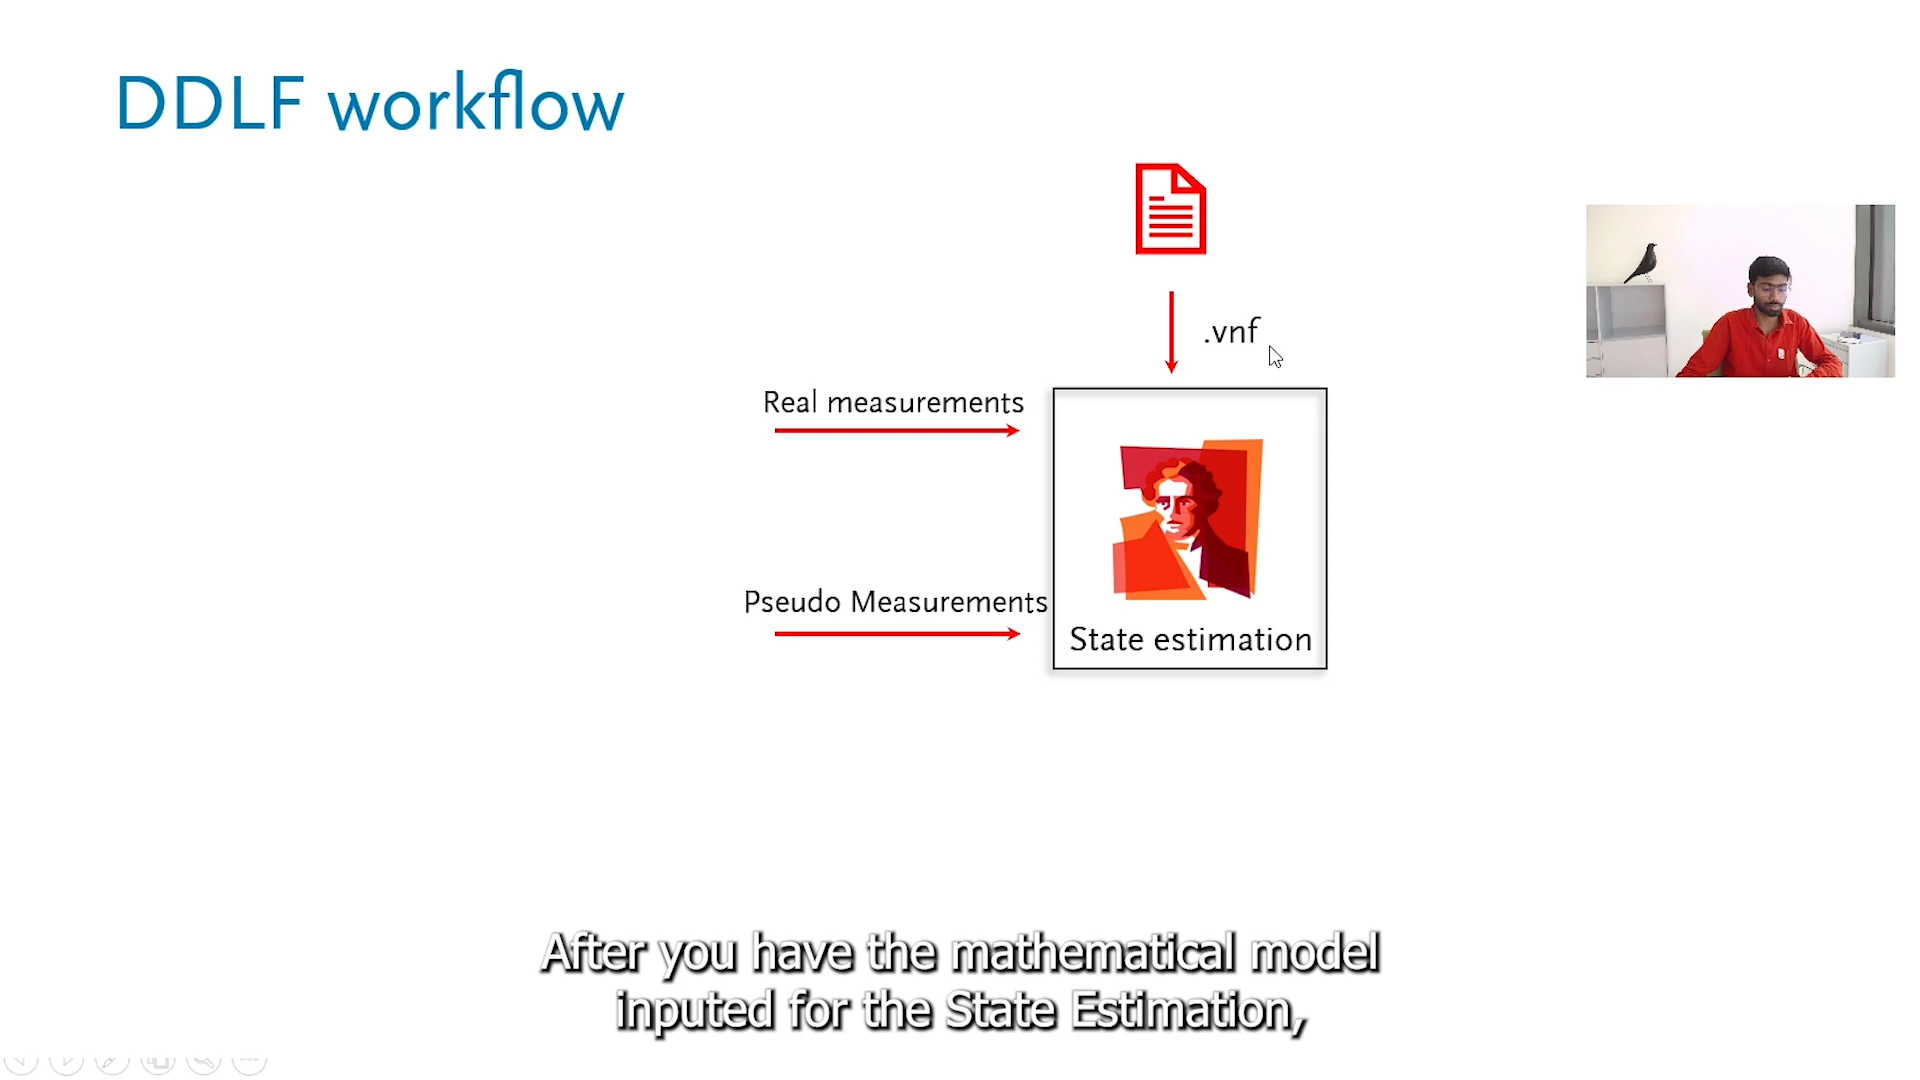 DDLF workflow
.vnf
Real measurements
Pseudo Measurements
State estimation
After you have the mathematical model
inputed for the State Estimation,